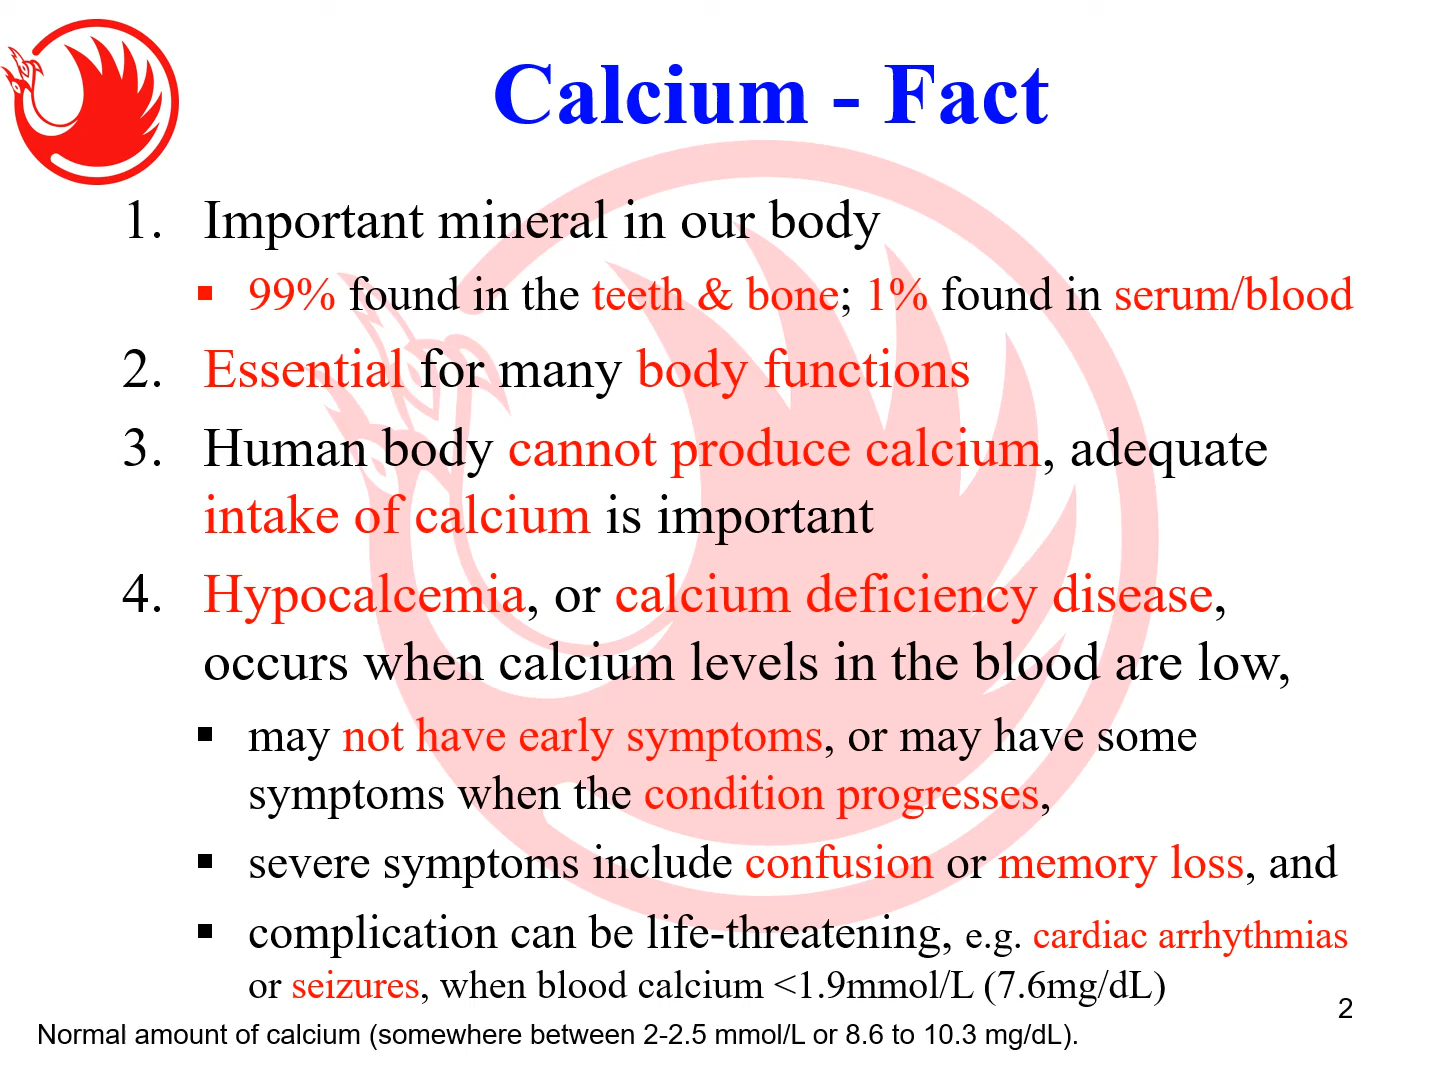 Calcium - Fact
1. Important mineral in our body
▪ 99% found in the teeth & bone; 1% found in serum/blood
2. Essential for many body functions
3. Human body cannot produce calcium, adequate
intake of calcium is important
4. Hypocalcemia, or calcium deficiency disease,
occurs when calcium levels in the blood are low,
▪ may not have early symptoms, or may have some
symptoms when the condition progresses,
▪ severe symptoms include confusion or memory loss, and
▪ complication can be life-threatening, e.g. cardiac arrhythmias
or seizures, when blood calcium <1.9mmol/L (7.6mg/dL)
2
Normal amount of calcium (somewhere between 2-2.5 mmol/L or 8.6 to 10.3 mg/dL).